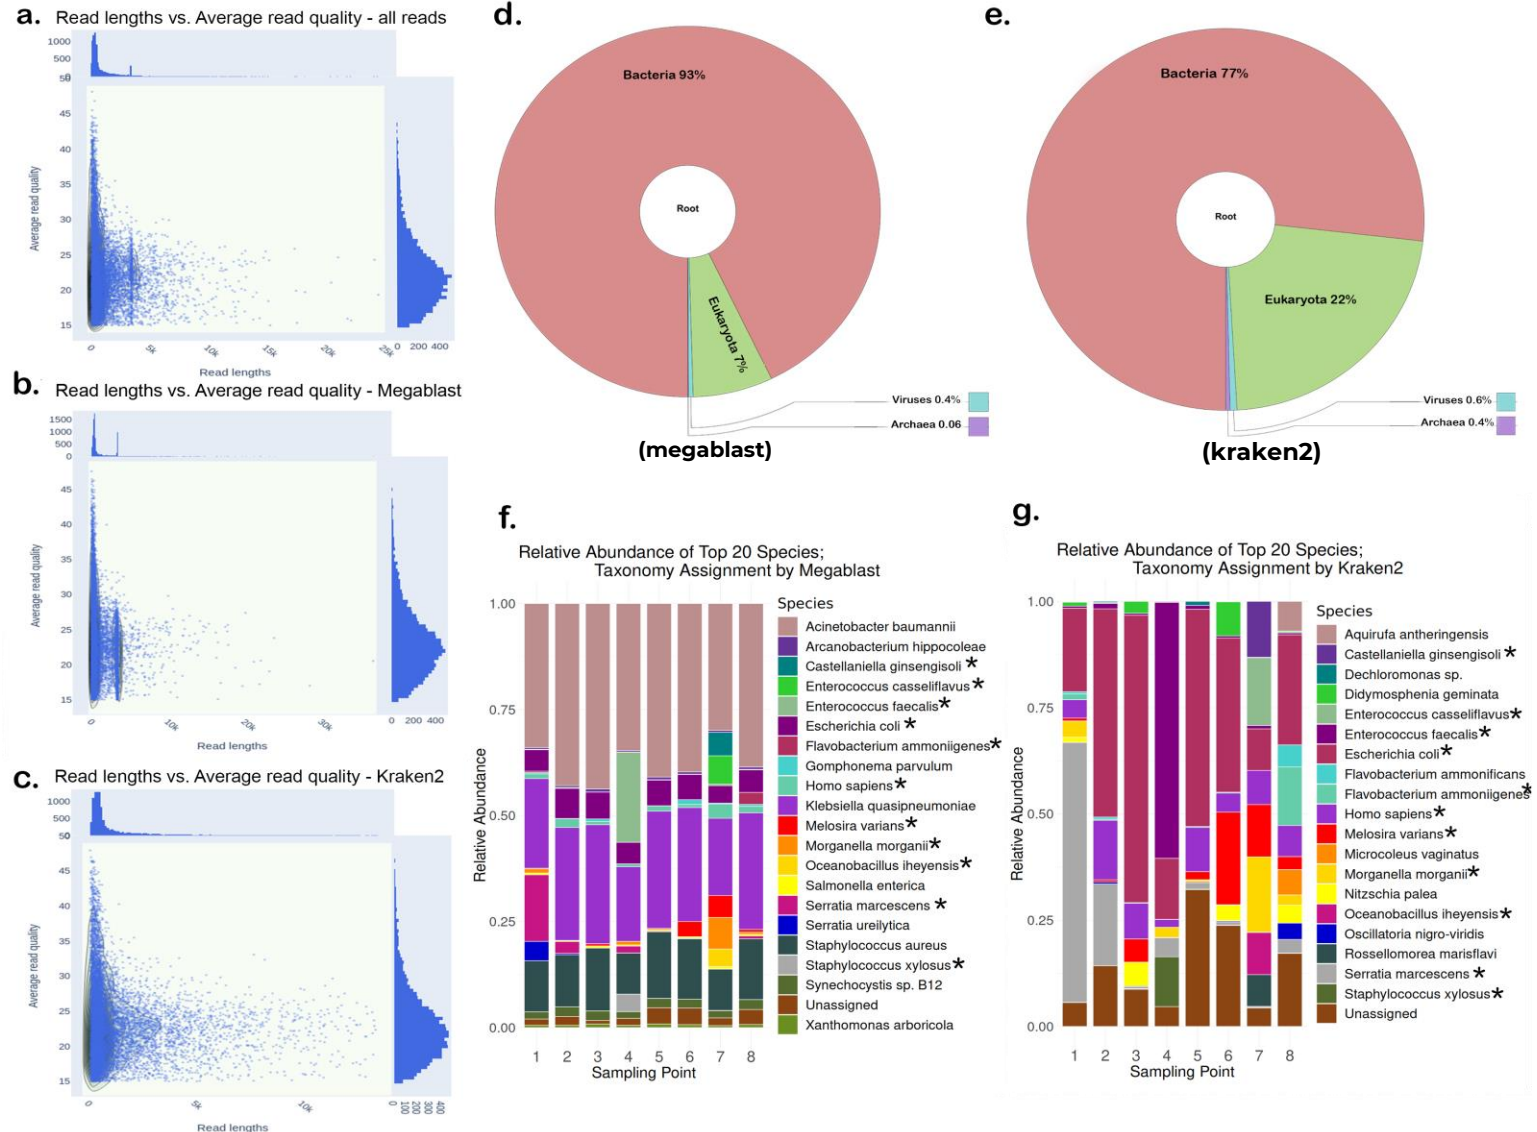 a.
Read lengths vs. Average read quality - all reads
1000
500
50
45
40
35
30
25
20
15
Average read quality
0
5k
10k
15k
20k
25k
0 200 400
Read lengths
b.
Read lengths vs. Average read quality - Megablast
1500
1000
500
0
45
40
35
30
25
20
15
Average read quality
0
10k
20k
30k
0 200 400
Read lengths
c.
Read lengths vs. Average read quality - Kraken2
1000
500
50
45
40
35
30
25
20
15
Average read quality
0
5k
10k
0 100 200 300 400
Read lengths
d.
Bacteria 93%
Root
Eukaryota 7%
Viruses 0.4%
Archaea 0.06
(megablast)
e.
Bacteria 77%
Root
Eukaryota 22%
Viruses 0.6%
Archaea 0.4%
(kraken2)
f.
Relative Abundance of Top 20 Species;
Taxonomy Assignment by Megablast
1.00
0.75
0.50
0.25
0.00
Relative Abundance
1 2 3 4 5 6 7 8
Sampling Point
Species
Acinetobacter baumannii
Arcanobacterium hippocoleae
Castellaniella ginsengisoli *
Enterococcus casseliflavus *
Enterococcus faecalis*
Escherichia coli *
Flavobacterium ammoniigenes*
Gomphonema parvulum
Homo sapiens*
Klebsiella quasipneumoniae
Melosira varians*
Morganella morganii*
Oceanobacillus iheyensis*
Salmonella enterica
Serratia marcescens *
Serratia ureilytica
Staphylococcus aureus
Staphylococcus xylosus*
Synechocystis sp. B12
Unassigned
Xanthomonas arboricola
g.
Relative Abundance of Top 20 Species;
Taxonomy Assignment by Kraken2
1.00
0.75
0.50
0.25
0.00
Relative Abundance
1 2 3 4 5 6 7 8
Sampling Point
Species
Aquirufa antheringensis
Castellaniella ginsengisoli *
Dechloromonas sp.
Didymosphenia geminata
Enterococcus casseliflavus*
Enterococcus faecalis*
Escherichia coli*
Flavobacterium ammonificans
Flavobacterium ammoniigenes*
Homo sapiens*
Melosira varians*
Microcoleus vaginatus
Morganella morganii*
Nitzschia palea
Oceanobacillus iheyensis*
Oscillatoria nigro-viridis
Rossellomorea marisflavi
Serratia marcescens *
Staphylococcus xylosus*
Unassigned